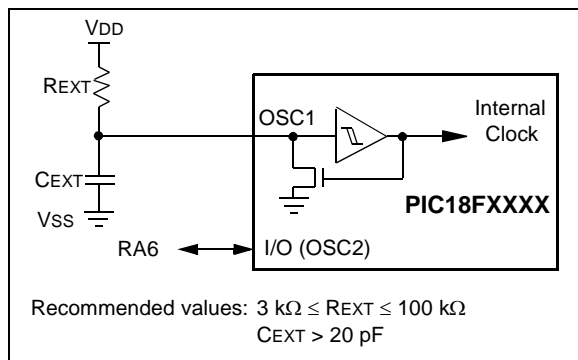 VDD
REXT
OSC1
Internal
Clock
CEXT
PIC18FXXXX
VSS
RA6
I/O (OSC2)
Recommended values: 3 kΩ ≤ REXT ≤ 100 kΩ
CEXT > 20 pF